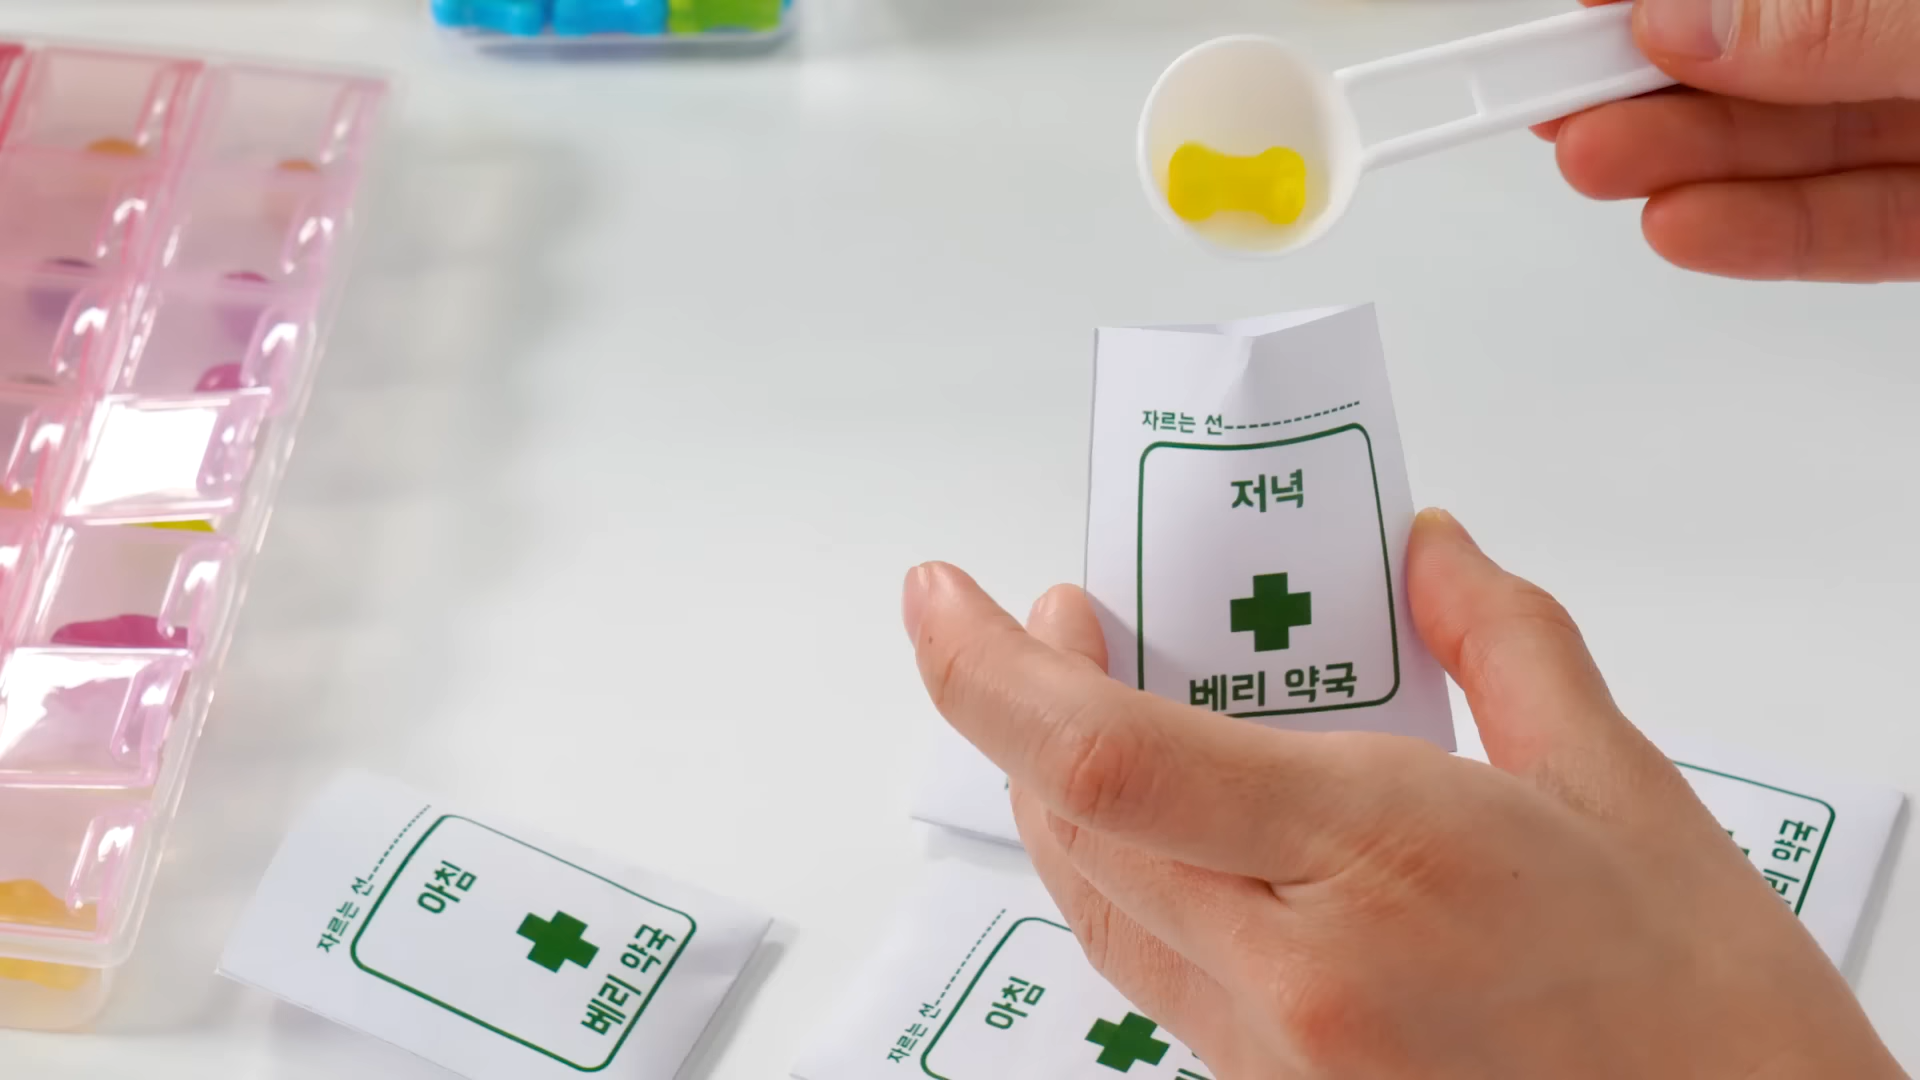 자르는 선
저녁
베리 약국
자르는 선
아침
베리 약국
자르는 선
아침
약국